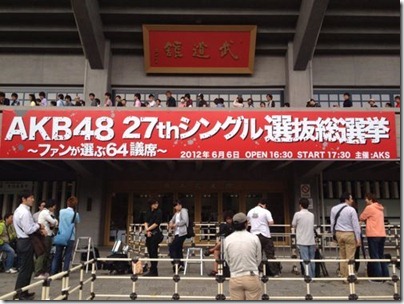 武道館
AKB48 27thシングル 選抜総選挙
～ファンが選ぶ64議席～ 2012年6月6日 OPEN 16:30 START 17:30 主催：AKS